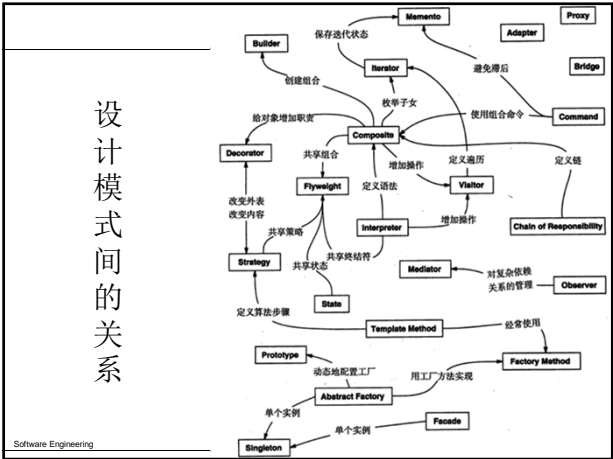 设计模式间的关系
Memento
Proxy
Adapter
Builder
保存迭代状态
Iterator
避免滞后
Bridge
创建组合
枚举子女
给对象增加职责
使用组合命令
Command
Composite
Decorator
共享组合
增加操作
定义遍历
定义链
Flyweight
定义语法
Visitor
改变外表
改变内容
增加操作
共享策略
Interpreter
Chain of Responsibility
共享终结符
Strategy
共享状态
Mediator
对复杂依赖
关系的管理
Observer
State
定义算法步骤
Template Method
经常使用
Prototype
Factory Method
动态地配置工厂
用工厂方法实现
Abstract Factory
单个实例
Facade
单个实例
Singleton
Software Engineering